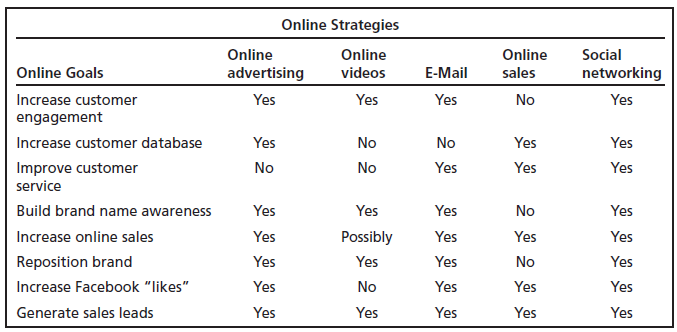 Online Strategies
Online Goals Online advertising Online videos E-Mail Online sales Social networking
Increase customer engagement Yes Yes Yes No Yes
Increase customer database Yes No No Yes Yes
Improve customer service No No Yes Yes Yes
Build brand name awareness Yes Yes Yes No Yes
Increase online sales Yes Possibly Yes Yes Yes
Reposition brand Yes Yes Yes No Yes
Increase Facebook “likes” Yes No Yes Yes Yes
Generate sales leads Yes Yes Yes Yes Yes